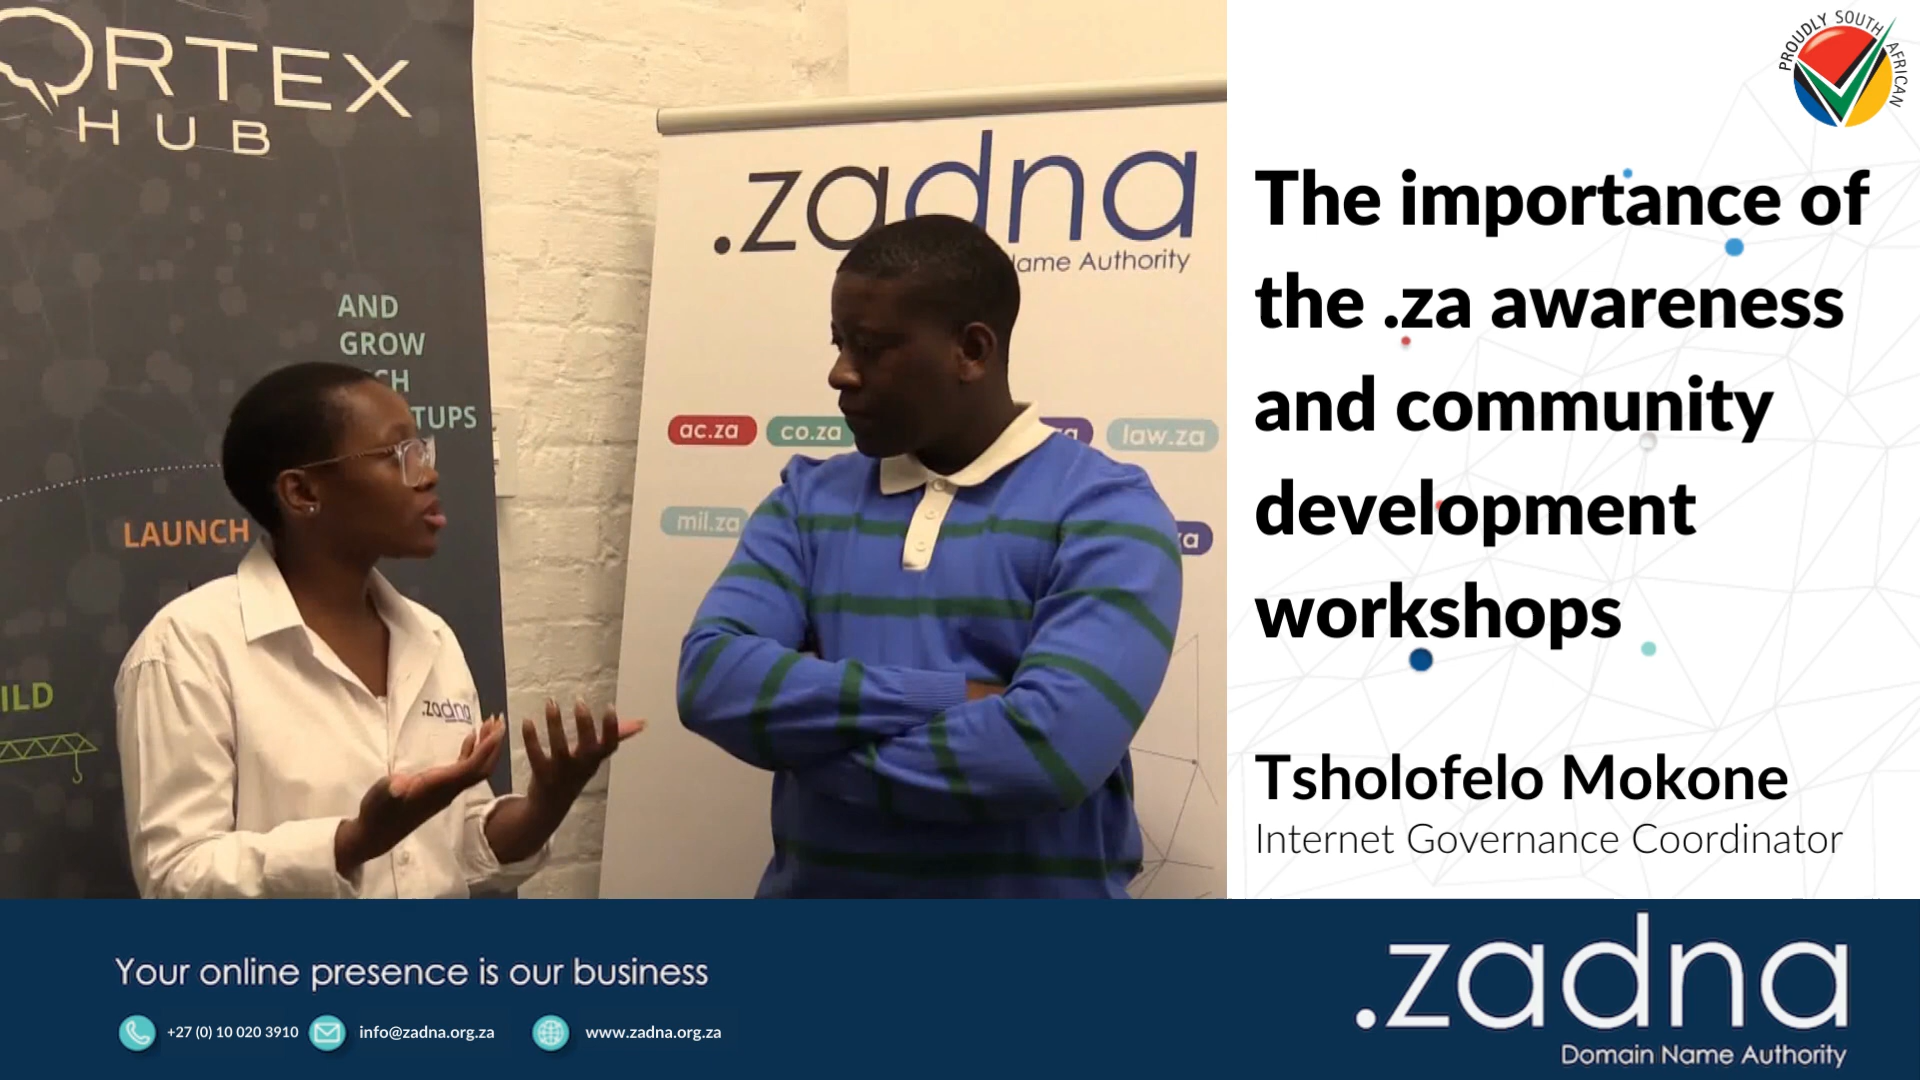 ORTEX
HUB
AND
GROW
TUPS
LAUNCH
ILD
.zadna
ame Authority
ac.za
co.za
law.za
mil.za
za
.zadna
PROUDLY SOUTH AFRICAN
The importance of
the .za awareness
and community
development
workshops
Tsholofelo Mokone
Internet Governance Coordinator
Your online presence is our business
+27 (0) 10 020 3910
info@zadna.org.za
www.zadna.org.za
.zadna
Domain Name Authority